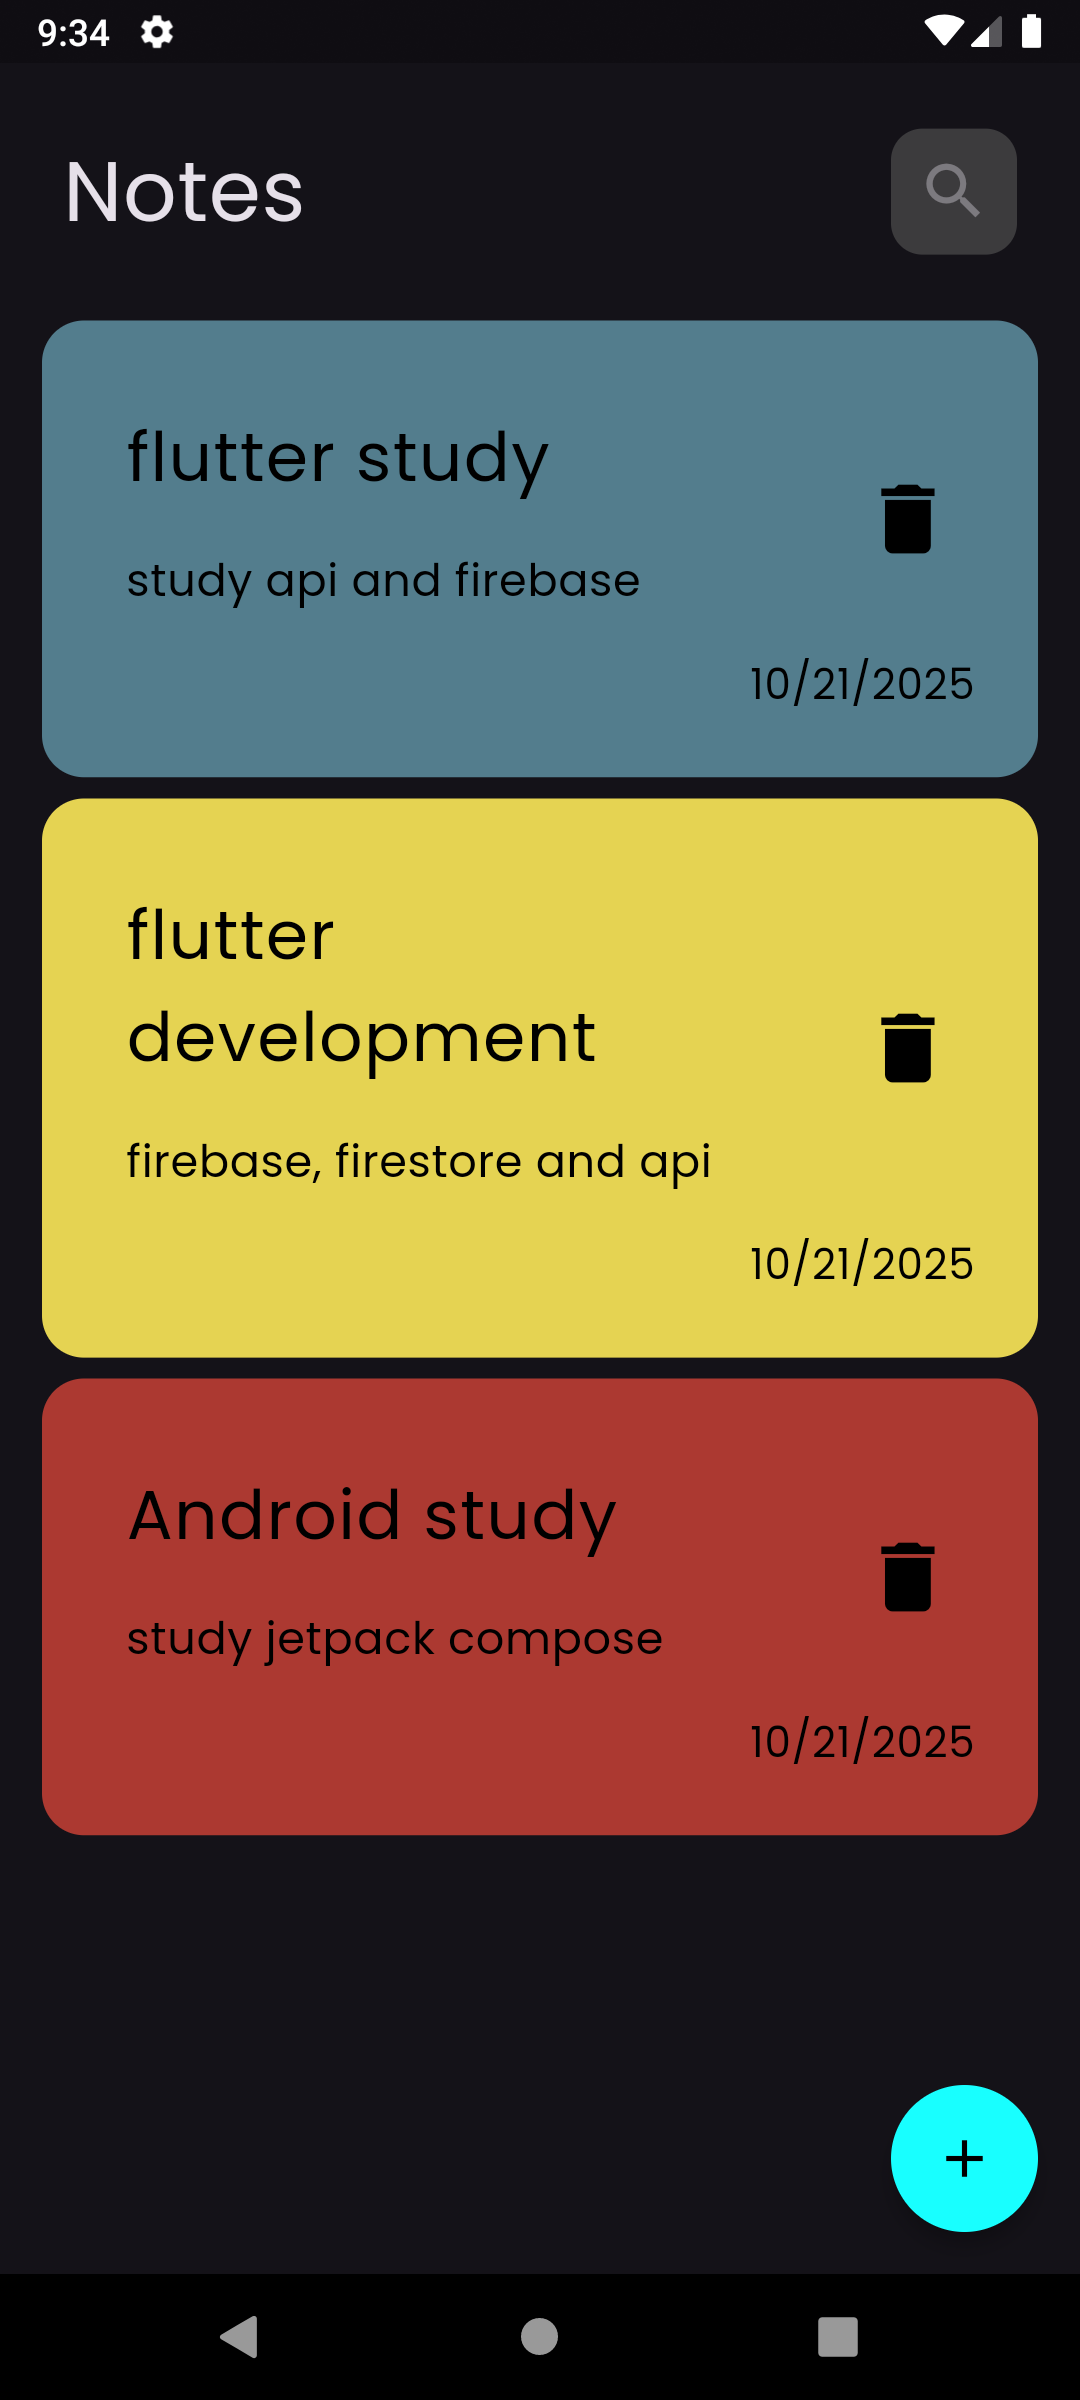 9:34
Notes
flutter study
study api and firebase
10/21/2025
flutter
development
firebase, firestore and api
10/21/2025
Android study
study jetpack compose
10/21/2025